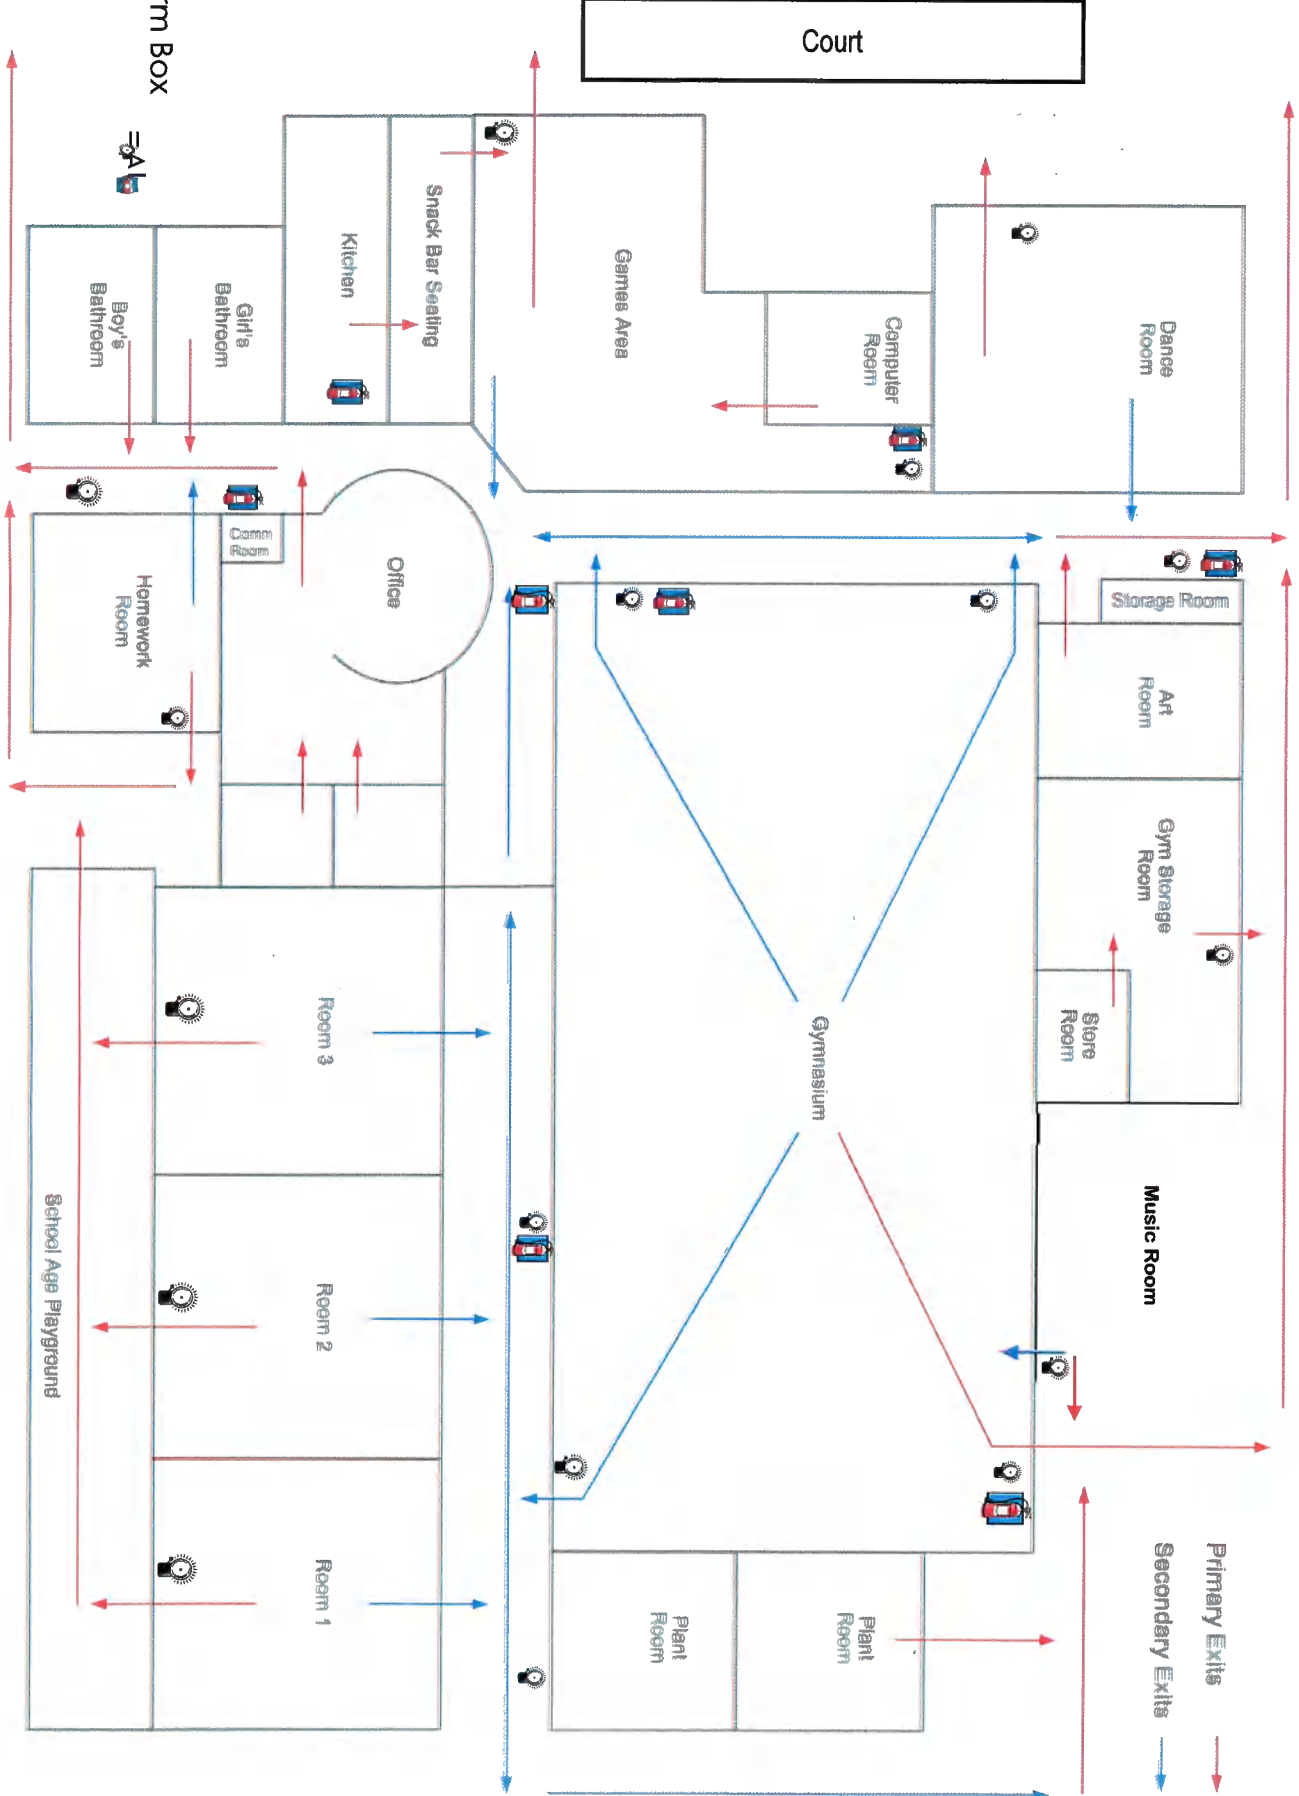 Court
rm Box
=AL
Snack Bar Seating
Kitchen
Girl's
Bathroom
Boy's
Bathroom
Games Area
Computer
Room
Dance
Room
Comm
Room
Office
Homework
Room
Storage Room
Art
Room
Gym Storage
Room
Store
Room
Gymnasium
Music Room
Room 3
Room 2
Room 1
School Age Playground
Plant
Room
Plant
Room
Primary Exits
Secondary Exits